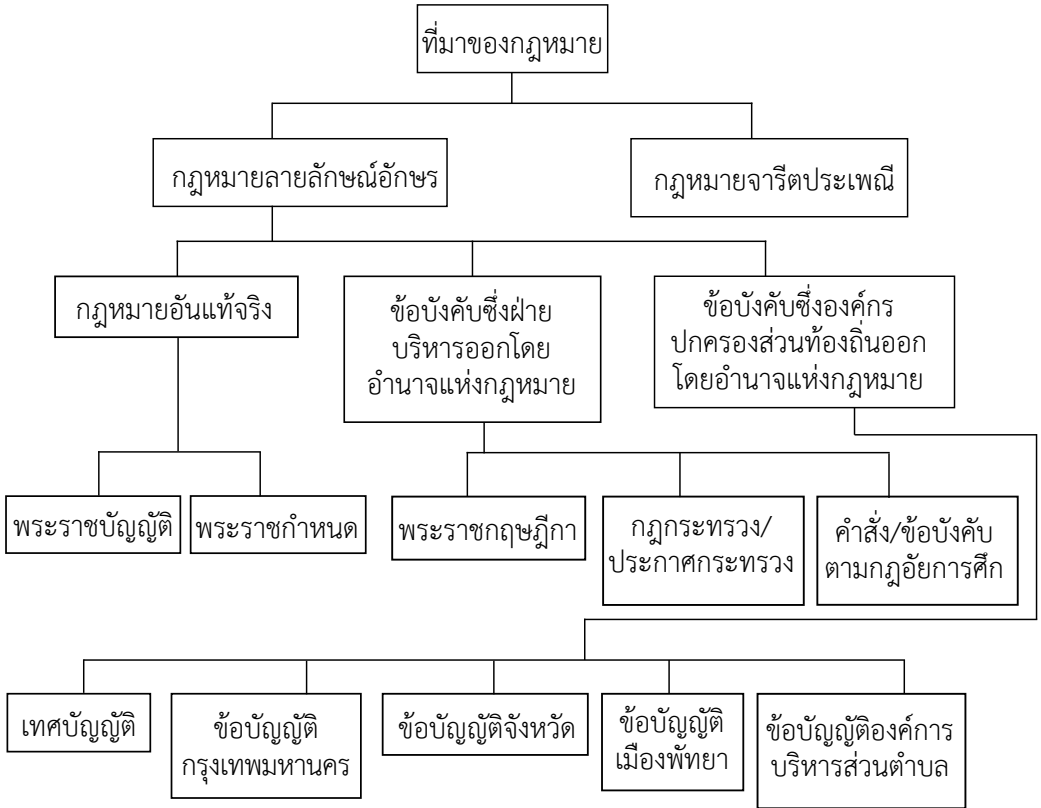 ที่มาของกฎหมาย
กฎหมายลายลักษณ์อักษร
กฎหมายจารีตประเพณี
กฎหมายอันแท้จริง
ข้อบังคับซึ่งฝ่าย
บริหารออกโดย
อำนาจแห่งกฎหมาย
ข้อบังคับซึ่งองค์กร
ปกครองส่วนท้องถิ่นออก
โดยอำนาจแห่งกฎหมาย
พระราชบัญญัติ
พระราชกำหนด
พระราชกฤษฎีกา
กฎกระทรวง/
ประกาศกระทรวง
คำสั่ง/ข้อบังคับ
ตามกฎอัยการศึก
เทศบัญญัติ
ข้อบัญญัติ
กรุงเทพมหานคร
ข้อบัญญัติจังหวัด
ข้อบัญญัติ
เมืองพัทยา
ข้อบัญญัติองค์การ
บริหารส่วนตำบล